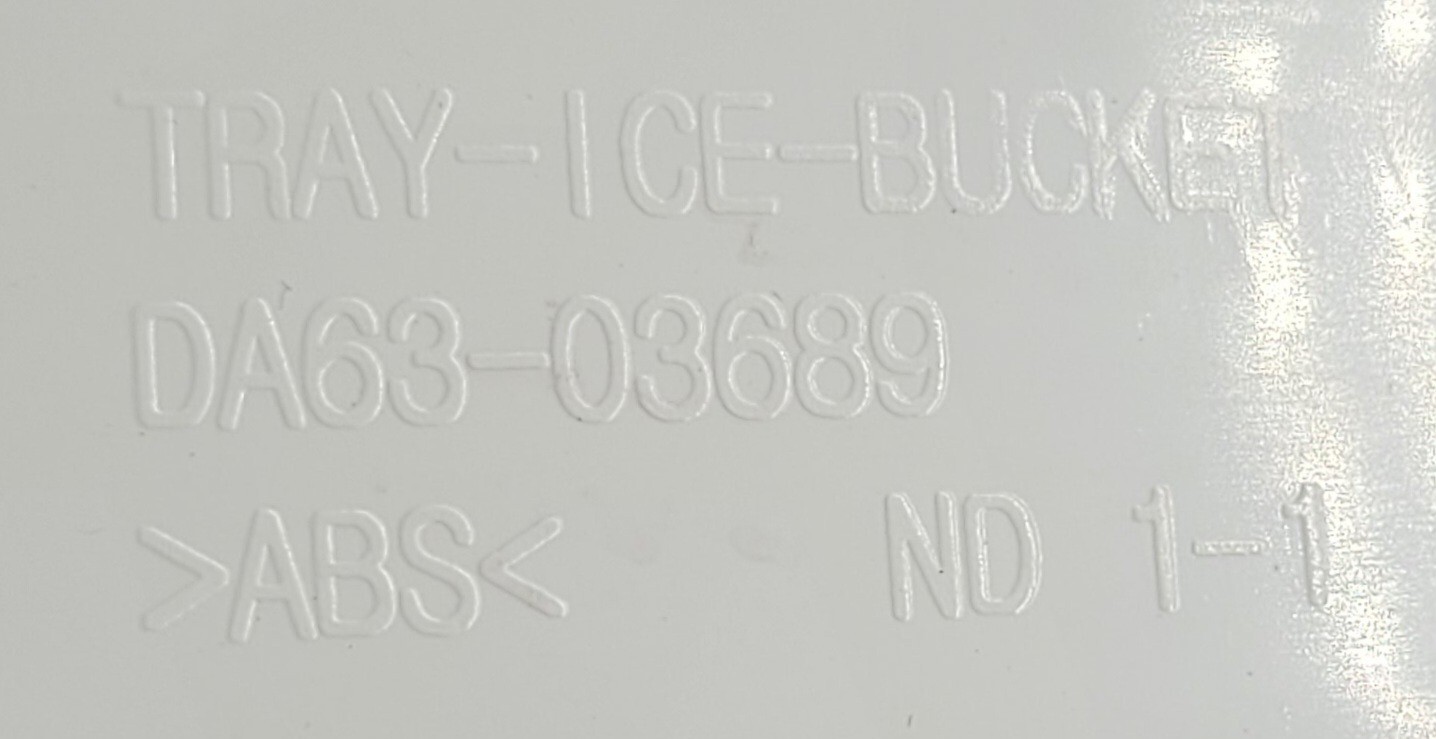 TRAY-ICE-BUCKET
DA63-03689
>ABS< ND 1-1